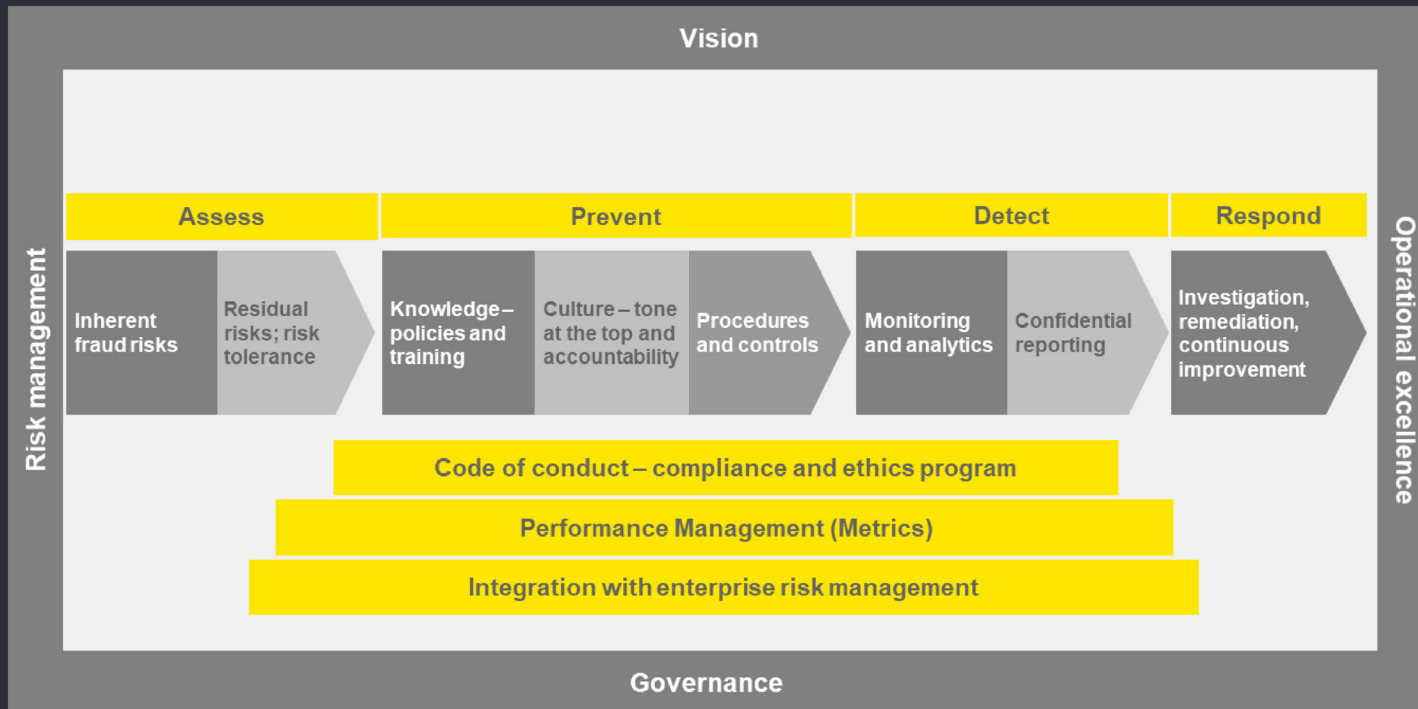 Vision
Assess
Prevent
Detect
Respond
Risk management
Inherent
fraud risks
Residual
risks; risk
tolerance
Knowledge –
policies and
training
Culture – tone
at the top and
accountability
Procedures
and controls
Monitoring
and analytics
Confidential
reporting
Investigation,
remediation,
continuous
improvement
Operational excellence
Code of conduct – compliance and ethics program
Performance Management (Metrics)
Integration with enterprise risk management
Governance